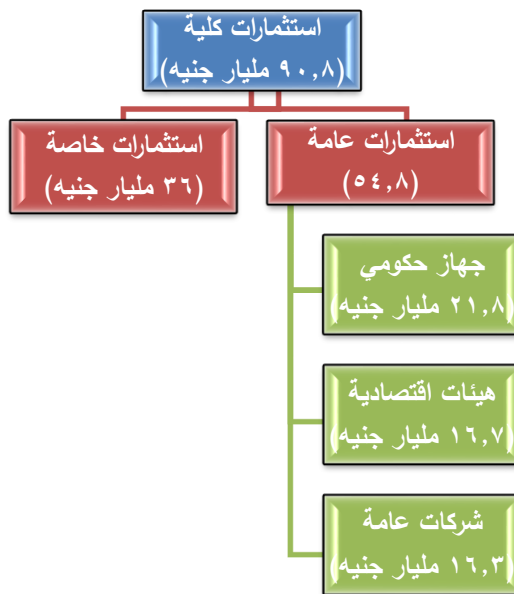 استثمارات كلية
(٩٠,٨ مليار جنيه)
استثمارات عامة
(٥٤,٨)
استثمارات خاصة
(٣٦ مليار جنيه)
جهاز حكومي
(٢١,٨ مليار جنيه)
هيئات اقتصادية
(١٦,٧ مليار جنيه)
شركات عامة
(١٦,٣ مليار جنيه)